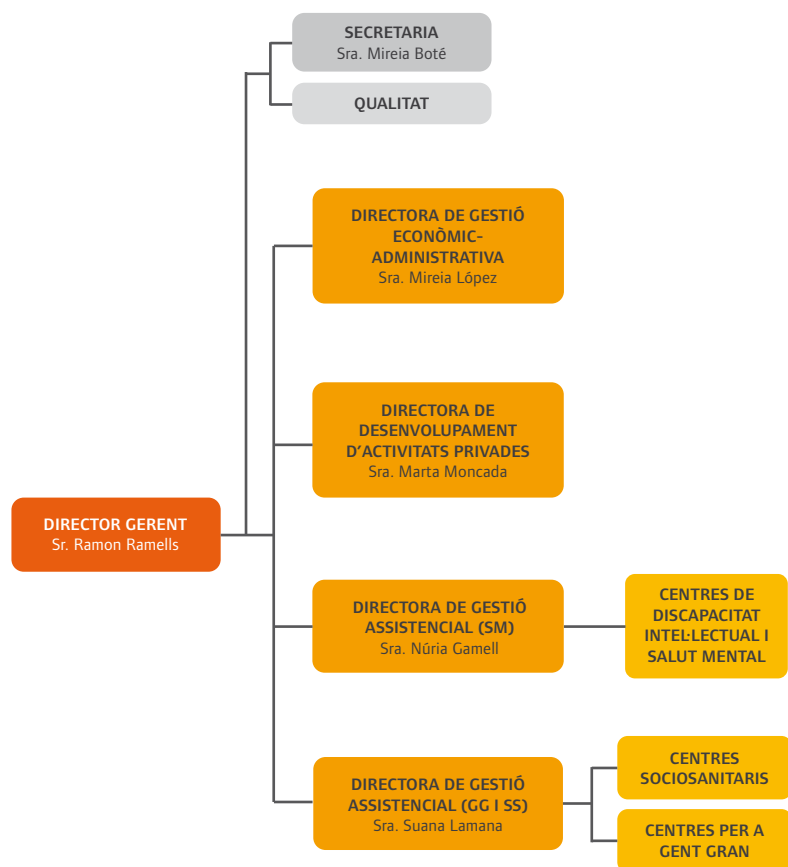 SECRETARIA
Sra. Mireia Boté
QUALITAT
DIRECTORA DE GESTIÓ
ECONÒMIC-
ADMINISTRATIVA
Sra. Mireia López
DIRECTORA DE
DESENVOLUPAMENT
D'ACTIVITATS PRIVADES
Sra. Marta Moncada
DIRECTOR GERENT
Sr. Ramon Ramells
DIRECTORA DE GESTIÓ
ASSISTENCIAL (SM)
Sra. Núria Gamell
CENTRES DE
DISCAPACITAT
INTEL·LECTUAL I
SALUT MENTAL
DIRECTORA DE GESTIÓ
ASSISTENCIAL (GG I SS)
Sra. Suana Lamana
CENTRES
SOCIOSANITARIS
CENTRES PER A
GENT GRAN